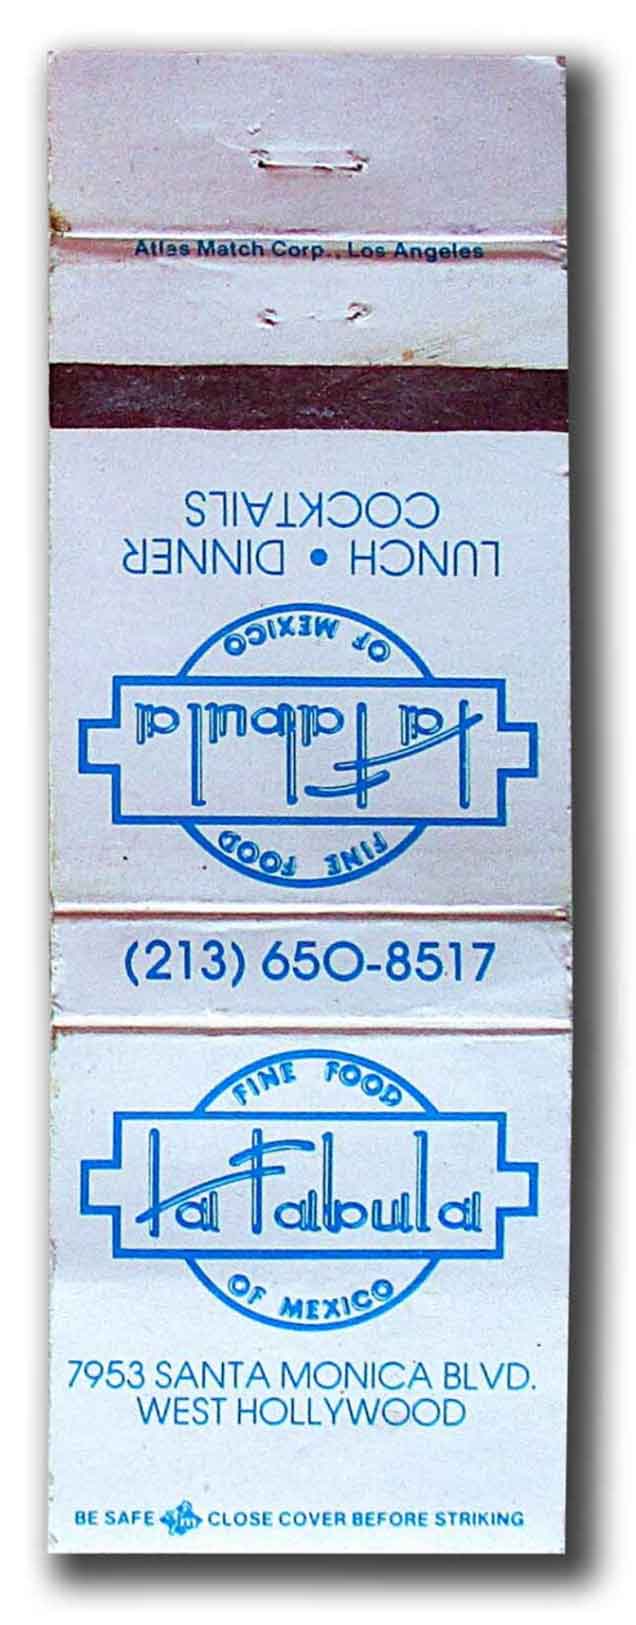 Atlas Match Corp., Los Angeles
LUNCH • DINNER
COCKTAILS
FINE FOOD
La Fabula
OF MEXICO
(213) 650-8517
FINE FOOD
La Fabula
OF MEXICO
7953 SANTA MONICA BLVD.
WEST HOLLYWOOD
BE SAFE CLOSE COVER BEFORE STRIKING